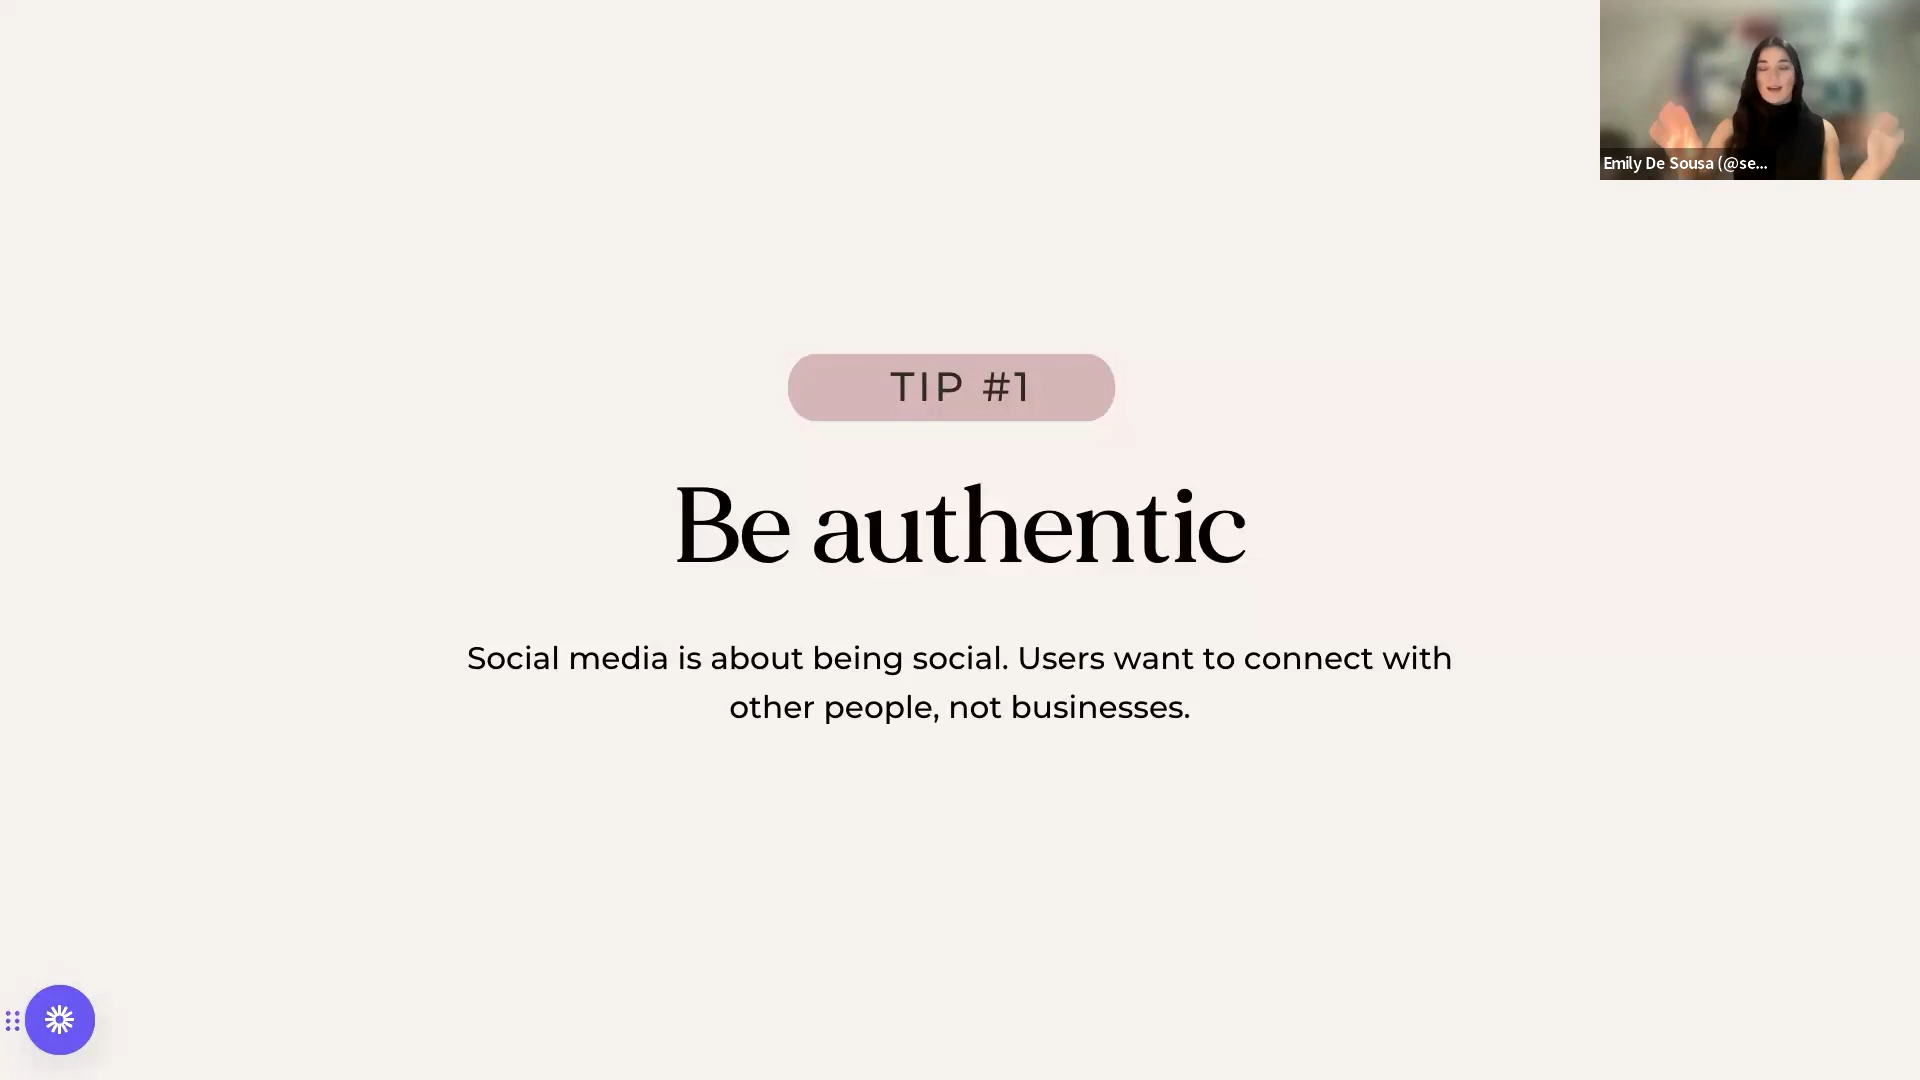 Emily De Sousa (@se...
TIP #1
Be authentic
Social media is about being social. Users want to connect with
other people, not businesses.